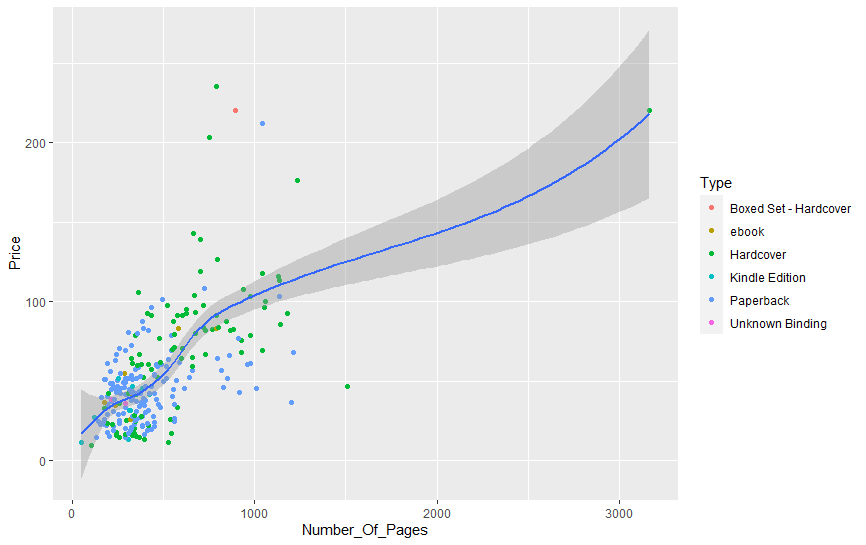 Price
200
100
0
0
1000
2000
3000
Number_Of_Pages
Type
Boxed Set - Hardcover
ebook
Hardcover
Kindle Edition
Paperback
Unknown Binding